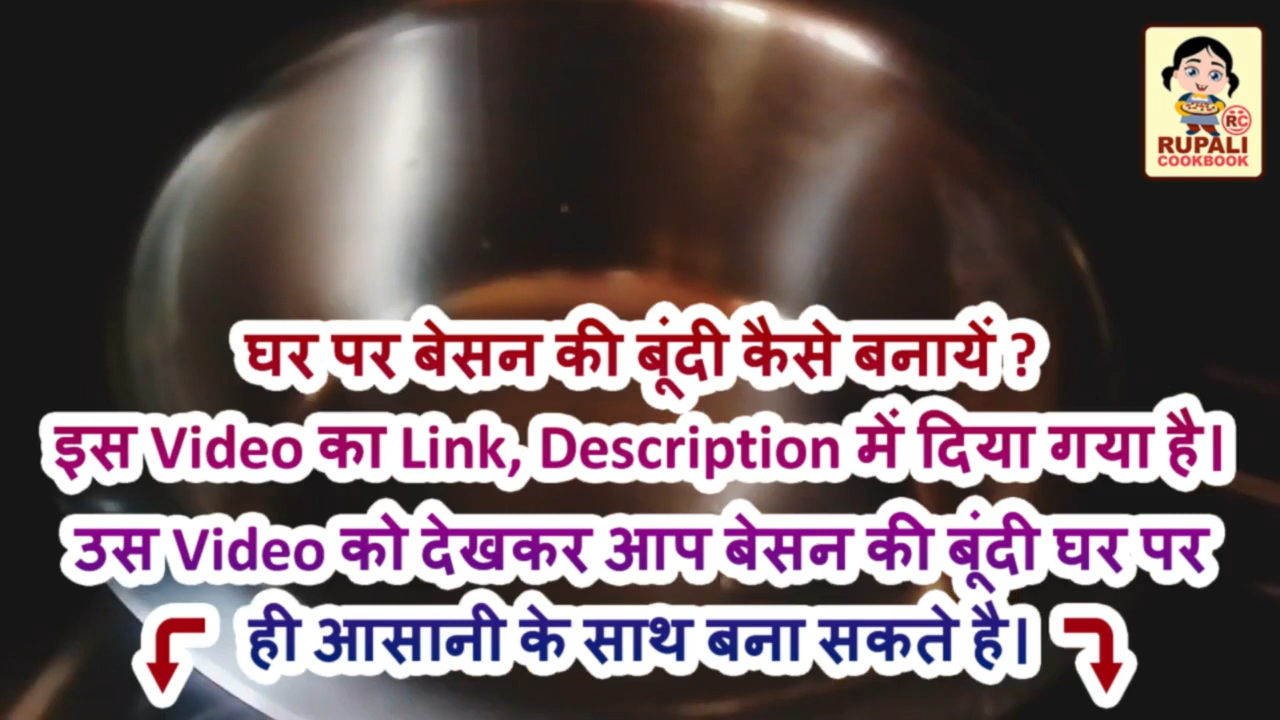 RC
RUPALI
COOKBOOK
घर पर बेसन की बूंदी कैसे बनायें ?
इस Video का Link, Description में दिया गया है।
उस Video को देखकर आप बेसन की बूंदी घर पर
ही आसानी के साथ बना सकते है।